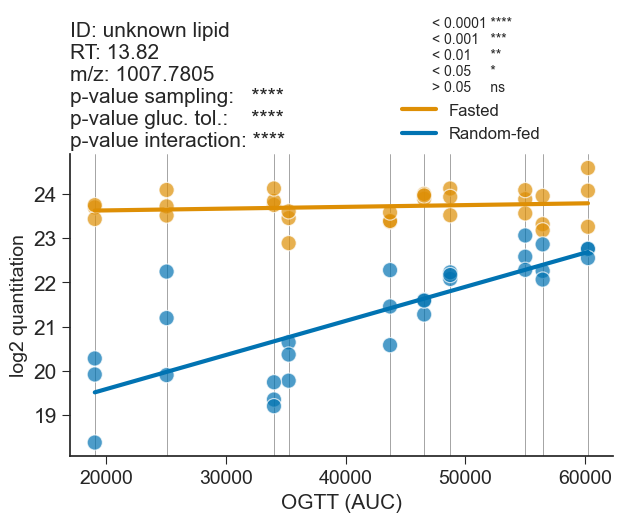 ID: unknown lipid
RT: 13.82
m/z: 1007.7805
p-value sampling: ****
p-value gluc. tol.: ****
p-value interaction: ****
< 0.0001 ****
< 0.001 ***
< 0.01 **
< 0.05 *
> 0.05 ns
Fasted
Random-fed
log2 quantitation
24
23
22
21
20
19
20000
30000
40000
50000
60000
OGTT (AUC)